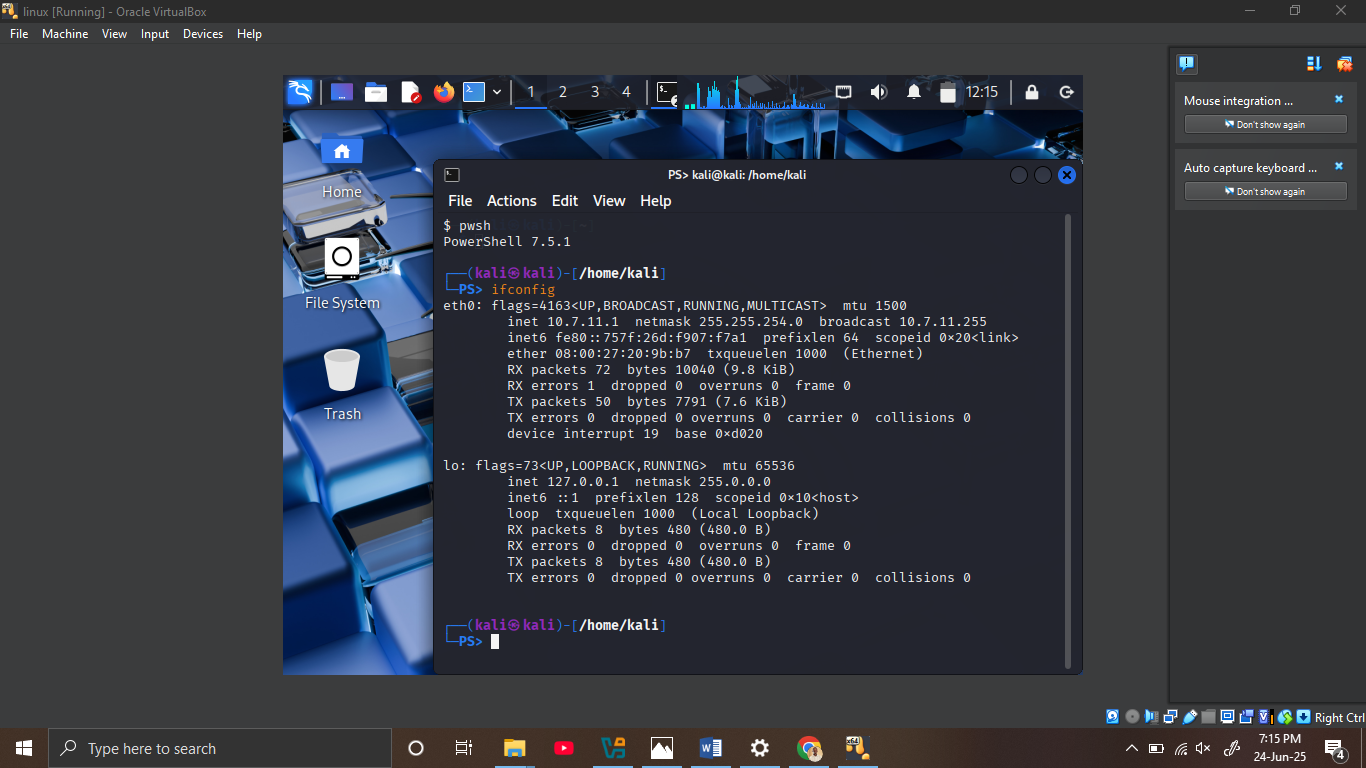 linux [Running] - Oracle VirtualBox
File Machine View Input Devices Help
1 2 3 4 12:15
Mouse integration ...
Don't show again
Auto capture keyboard ...
Don't show again
Home
File System
Trash
PS> kali@kali: /home/kali
File Actions Edit View Help
$ pwsh
PowerShell 7.5.1
┌──(kali㉿kali)-[/home/kali]
└─PS> ifconfig
eth0: flags=4163<UP,BROADCAST,RUNNING,MULTICAST>  mtu 1500
        inet 10.7.11.1  netmask 255.255.254.0  broadcast 10.7.11.255
        inet6 fe80::757f:26d:f907:f7a1  prefixlen 64  scopeid 0×20<link>
        ether 08:00:27:20:9b:b7  txqueuelen 1000  (Ethernet)
        RX packets 72  bytes 10040 (9.8 KiB)
        RX errors 1  dropped 0  overruns 0  frame 0
        TX packets 50  bytes 7791 (7.6 KiB)
        TX errors 0  dropped 0 overruns 0  carrier 0  collisions 0
        device interrupt 19  base 0×d020
lo: flags=73<UP,LOOPBACK,RUNNING>  mtu 65536
        inet 127.0.0.1  netmask 255.0.0.0
        inet6 ::1  prefixlen 128  scopeid 0×10<host>
        loop  txqueuelen 1000  (Local Loopback)
        RX packets 8  bytes 480 (480.0 B)
        RX errors 0  dropped 0  overruns 0  frame 0
        TX packets 8  bytes 480 (480.0 B)
        TX errors 0  dropped 0 overruns 0  carrier 0  collisions 0
┌──(kali㉿kali)-[/home/kali]
└─PS>
Right Ctrl
Type here to search
7:15 PM
24-Jun-25
4